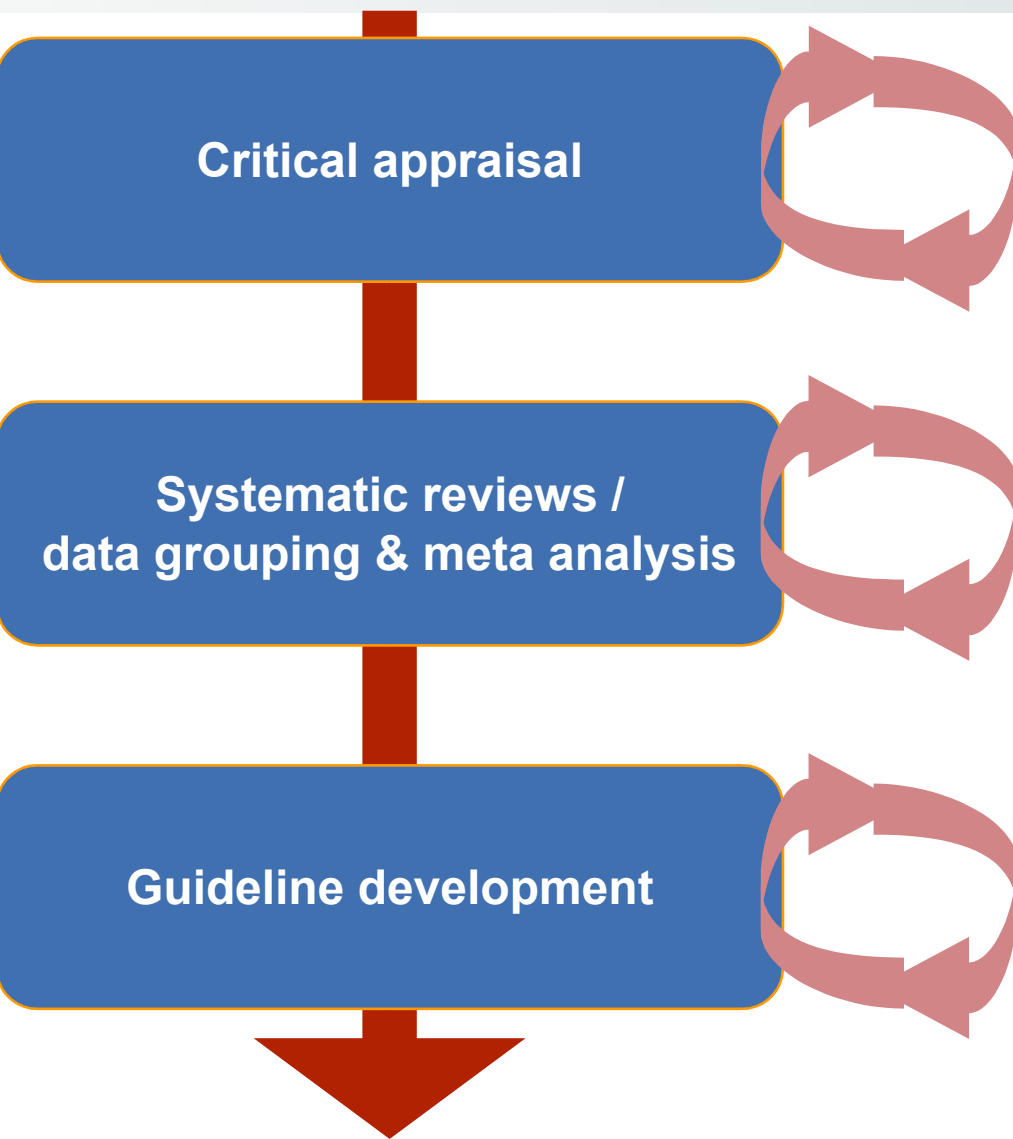 Critical appraisal
Systematic reviews /
data grouping & meta analysis
Guideline development